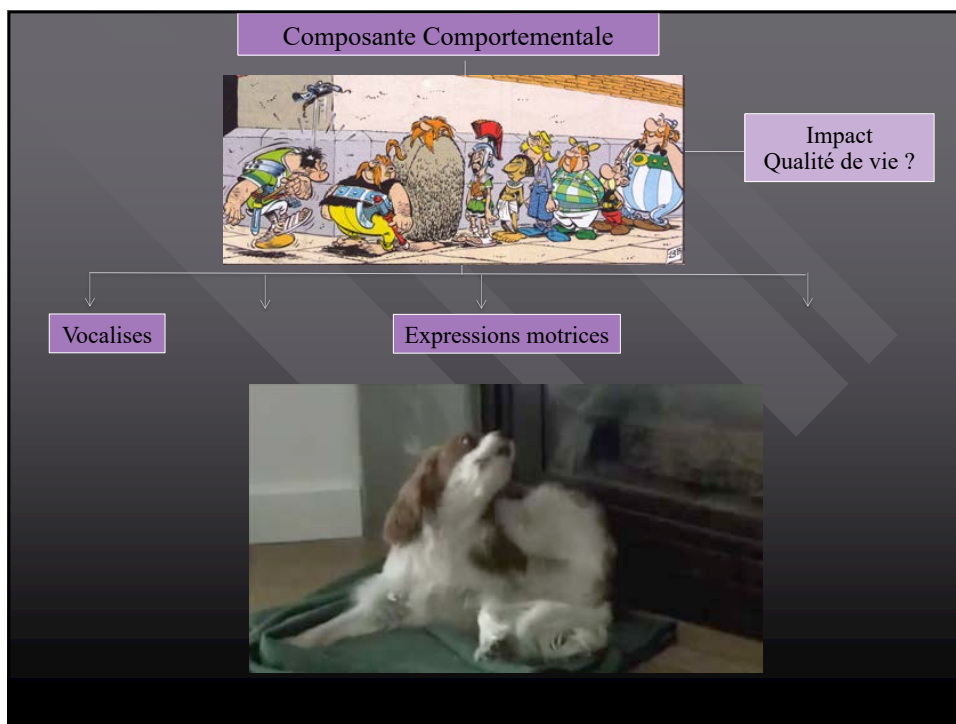 Composante Comportementale
Impact
Qualité de vie ?
Vocalises
Expressions motrices